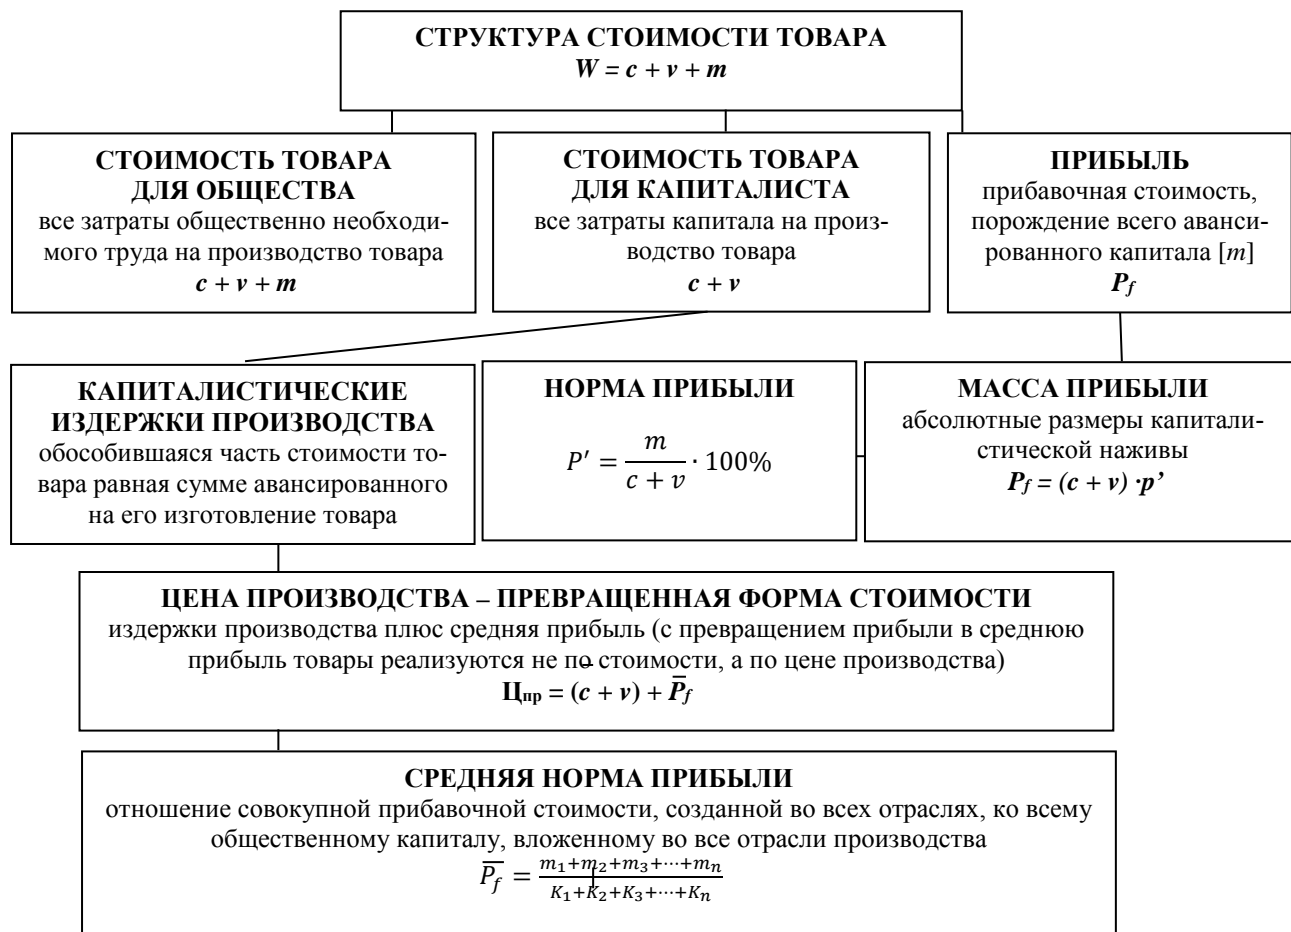 СТРУКТУРА СТОИМОСТИ ТОВАРА
W = c + v + m
СТОИМОСТЬ ТОВАРА
ДЛЯ ОБЩЕСТВА
все затраты общественно необходи-
мого труда на производство товара
c + v + m
СТОИМОСТЬ ТОВАРА
ДЛЯ КАПИТАЛИСТА
все затраты капитала на произ-
водство товара
c + v
ПРИБЫЛЬ
прибавочная стоимость,
порождение всего аванси-
рованного капитала [m]
P_f
КАПИТАЛИСТИЧЕСКИЕ
ИЗДЕРЖКИ ПРОИЗВОДСТВА
обособившаяся часть стоимости то-
вара равная сумме авансированного
на его изготовление товара
НОРМА ПРИБЫЛИ
P′ = m / (c + v) · 100%
МАССА ПРИБЫЛИ
абсолютные размеры капитали-
стической наживы
P_f = (c + v) ·p’
ЦЕНА ПРОИЗВОДСТВА – ПРЕВРАЩЕННАЯ ФОРМА СТОИМОСТИ
издержки производства плюс средняя прибыль (с превращением прибыли в среднюю
прибыль товары реализуются не по стоимости, а по цене производства)
Ц_пр = (c + v) + P̅_f
СРЕДНЯЯ НОРМА ПРИБЫЛИ
отношение совокупной прибавочной стоимости, созданной во всех отраслях, ко всему
общественному капиталу, вложенному во все отрасли производства
P̅_f = (m₁+m₂+m₃+⋯+mₙ) / (K₁+K₂+K₃+⋯+Kₙ)